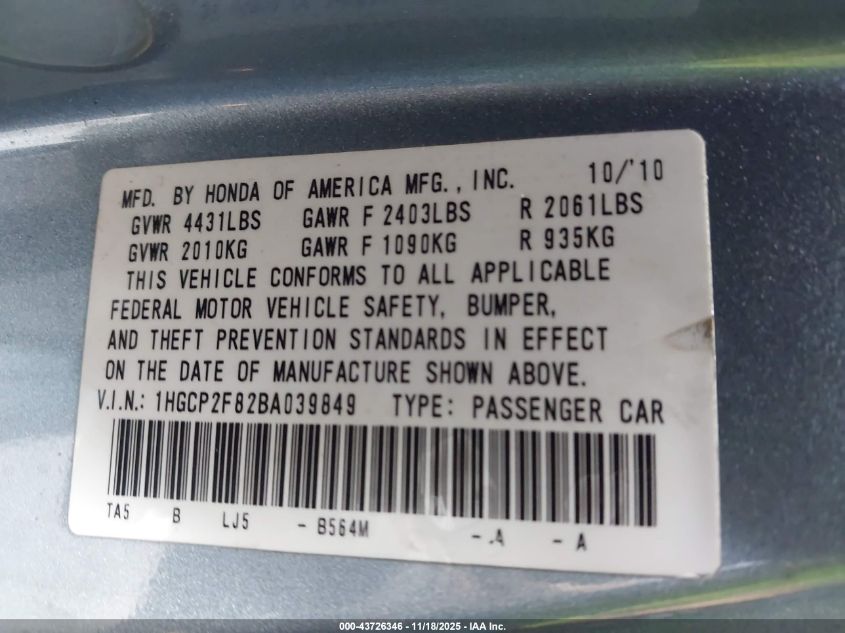 MFD. BY HONDA OF AMERICA MFG., INC. 10/'10
GVWR 4431LBS GAWR F 2403LBS R 2061LBS
GVWR 2010KG GAWR F 1090KG R 935KG
THIS VEHICLE CONFORMS TO ALL APPLICABLE
FEDERAL MOTOR VEHICLE SAFETY, BUMPER,
AND THEFT PREVENTION STANDARDS IN EFFECT
ON THE DATE OF MANUFACTURE SHOWN ABOVE.
V.I.N.: 1HGCP2F82BA039849 TYPE: PASSENGER CAR
TA5 B LJ5 - B564M - A - A
000-43726346 - 11/18/2025 - IAA Inc.